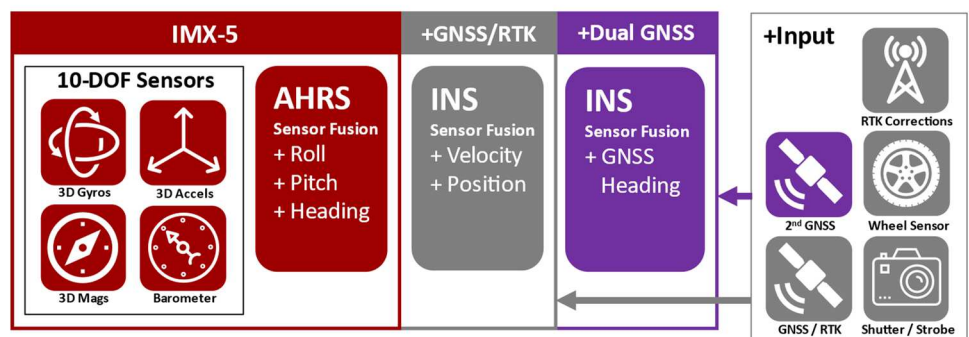 IMX-5
+GNSS/RTK
+Dual GNSS
10-DOF Sensors
3D Gyros
3D Accels
3D Mags
Barometer
AHRS
Sensor Fusion
+ Roll
+ Pitch
+ Heading
INS
Sensor Fusion
+ Velocity
+ Position
INS
Sensor Fusion
+ GNSS
Heading
+Input
RTK Corrections
2nd GNSS
Wheel Sensor
GNSS / RTK
Shutter / Strobe